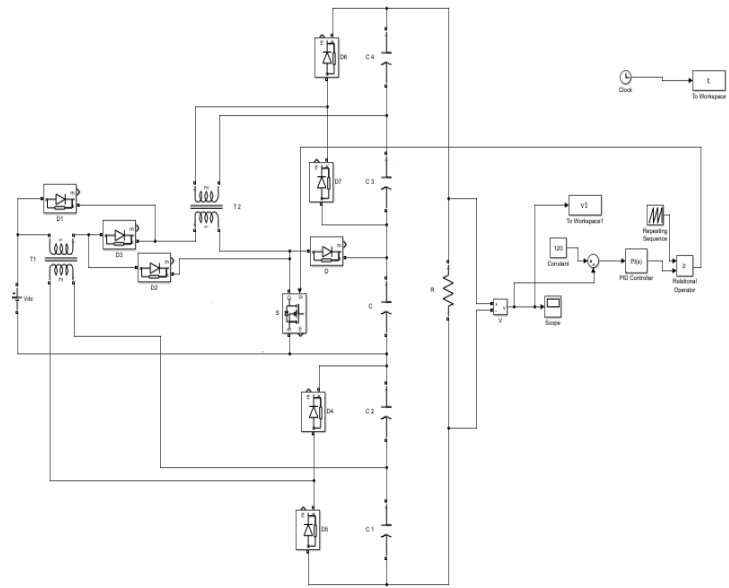 D6
C 4
t
Clock
To Workspace
D7
C 3
T 2
D1
v1
To Workspace1
Repeating
Sequence
T1
D3
D2
D
120
Constant
PI(s)
PID Controller
≥
Relational
Operator
Vdc
S
C
R
V
Scope
D4
C 2
D5
C 1